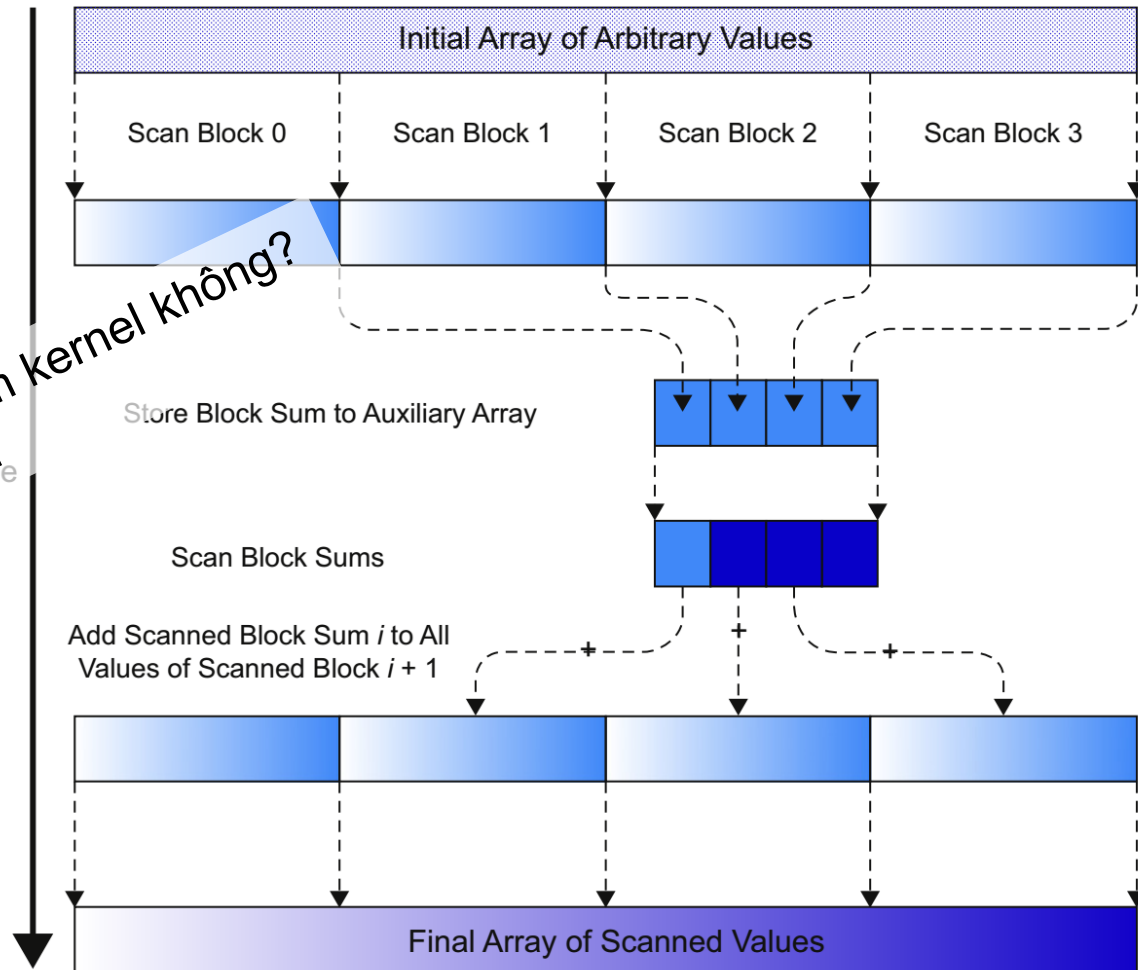 Initial Array of Arbitrary Values
Scan Block 0
Scan Block 1
Scan Block 2
Scan Block 3
kernel không?
Store Block Sum to Auxiliary Array
Scan Block Sums
Add Scanned Block Sum i to All
Values of Scanned Block i + 1
+
+
+
Final Array of Scanned Values